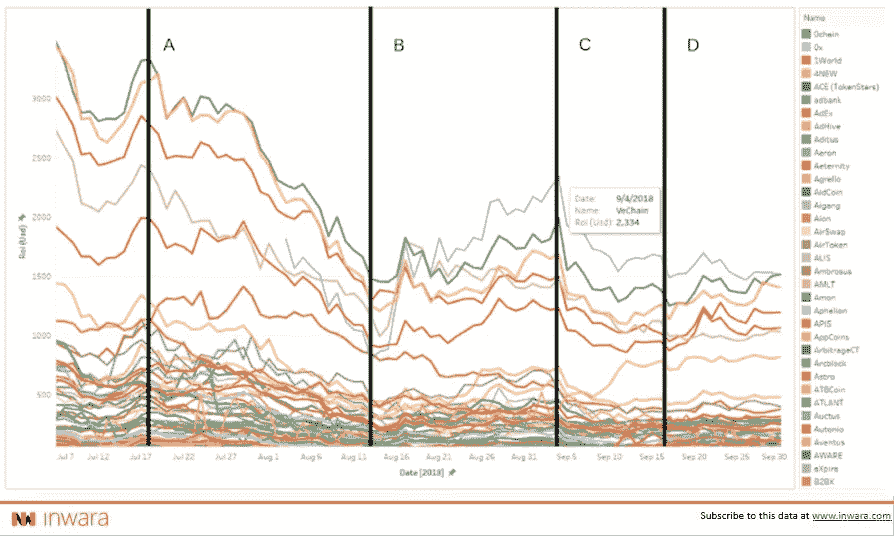 A
B
C
D
3000
2500
2000
1500
1000
500
Roi (Usd)
Date: 9/4/2018
Name: VeChain
Roi (Usd): 2,334
Jul 7 Jul 12 Jul 17 Jul 22 Jul 27 Aug 1 Aug 6 Aug 11 Aug 16 Aug 21 Aug 26 Aug 31 Sep 5 Sep 10 Sep 15 Sep 20 Sep 25 Sep 30
Date [2018]
Name
0chain
0x
1World
4NEW
ACE (TokenStars)
adbank
AdEx
AdHive
Aditus
Aeron
Aeternity
Agrello
AidCoin
Aigang
Aion
AirSwap
AirToken
ALIS
Ambrosus
AMLT
Amon
Aphelion
APIS
AppCoins
ArbitrageCT
Arcblock
Astro
ATBCoin
ATLANT
Auctus
Autonio
Aventus
AWARE
eXpire
B2BX
inwara
Subscribe to this data at www.inwara.com